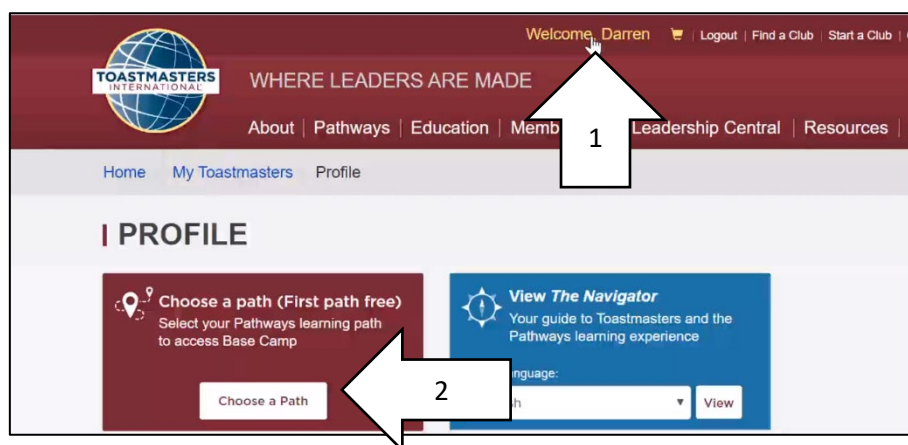 Welcome, Darren | Logout | Find a Club | Start a Club |
TOASTMASTERS
INTERNATIONAL
WHERE LEADERS ARE MADE
About | Pathways | Education | Memb Leadership Central | Resources |
1
Home My Toastmasters Profile
PROFILE
Choose a path (First path free)
Select your Pathways learning path
to access Base Camp
Choose a Path
View The Navigator
Your guide to Toastmasters and the
Pathways learning experience
nguage:
sh
View
2